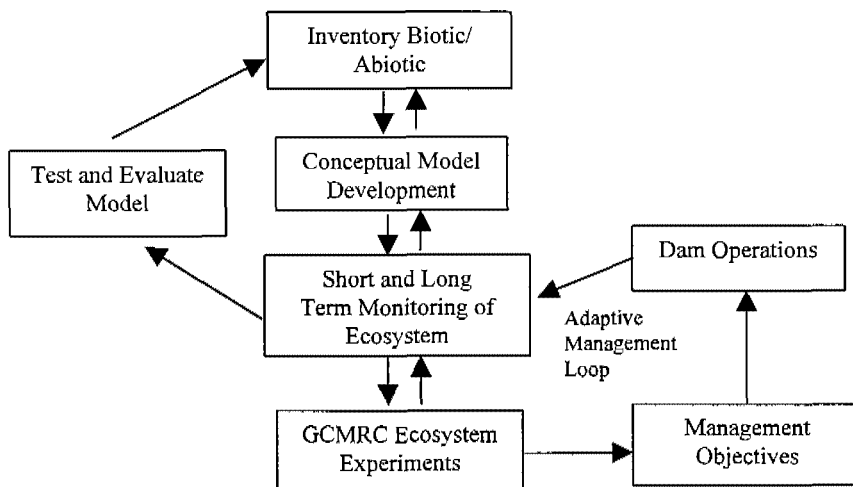 Inventory Biotic/
Abiotic
Conceptual Model
Development
Test and Evaluate
Model
Short and Long
Term Monitoring of
Ecosystem
Dam Operations
Adaptive
Management
Loop
GCMRC Ecosystem
Experiments
Management
Objectives